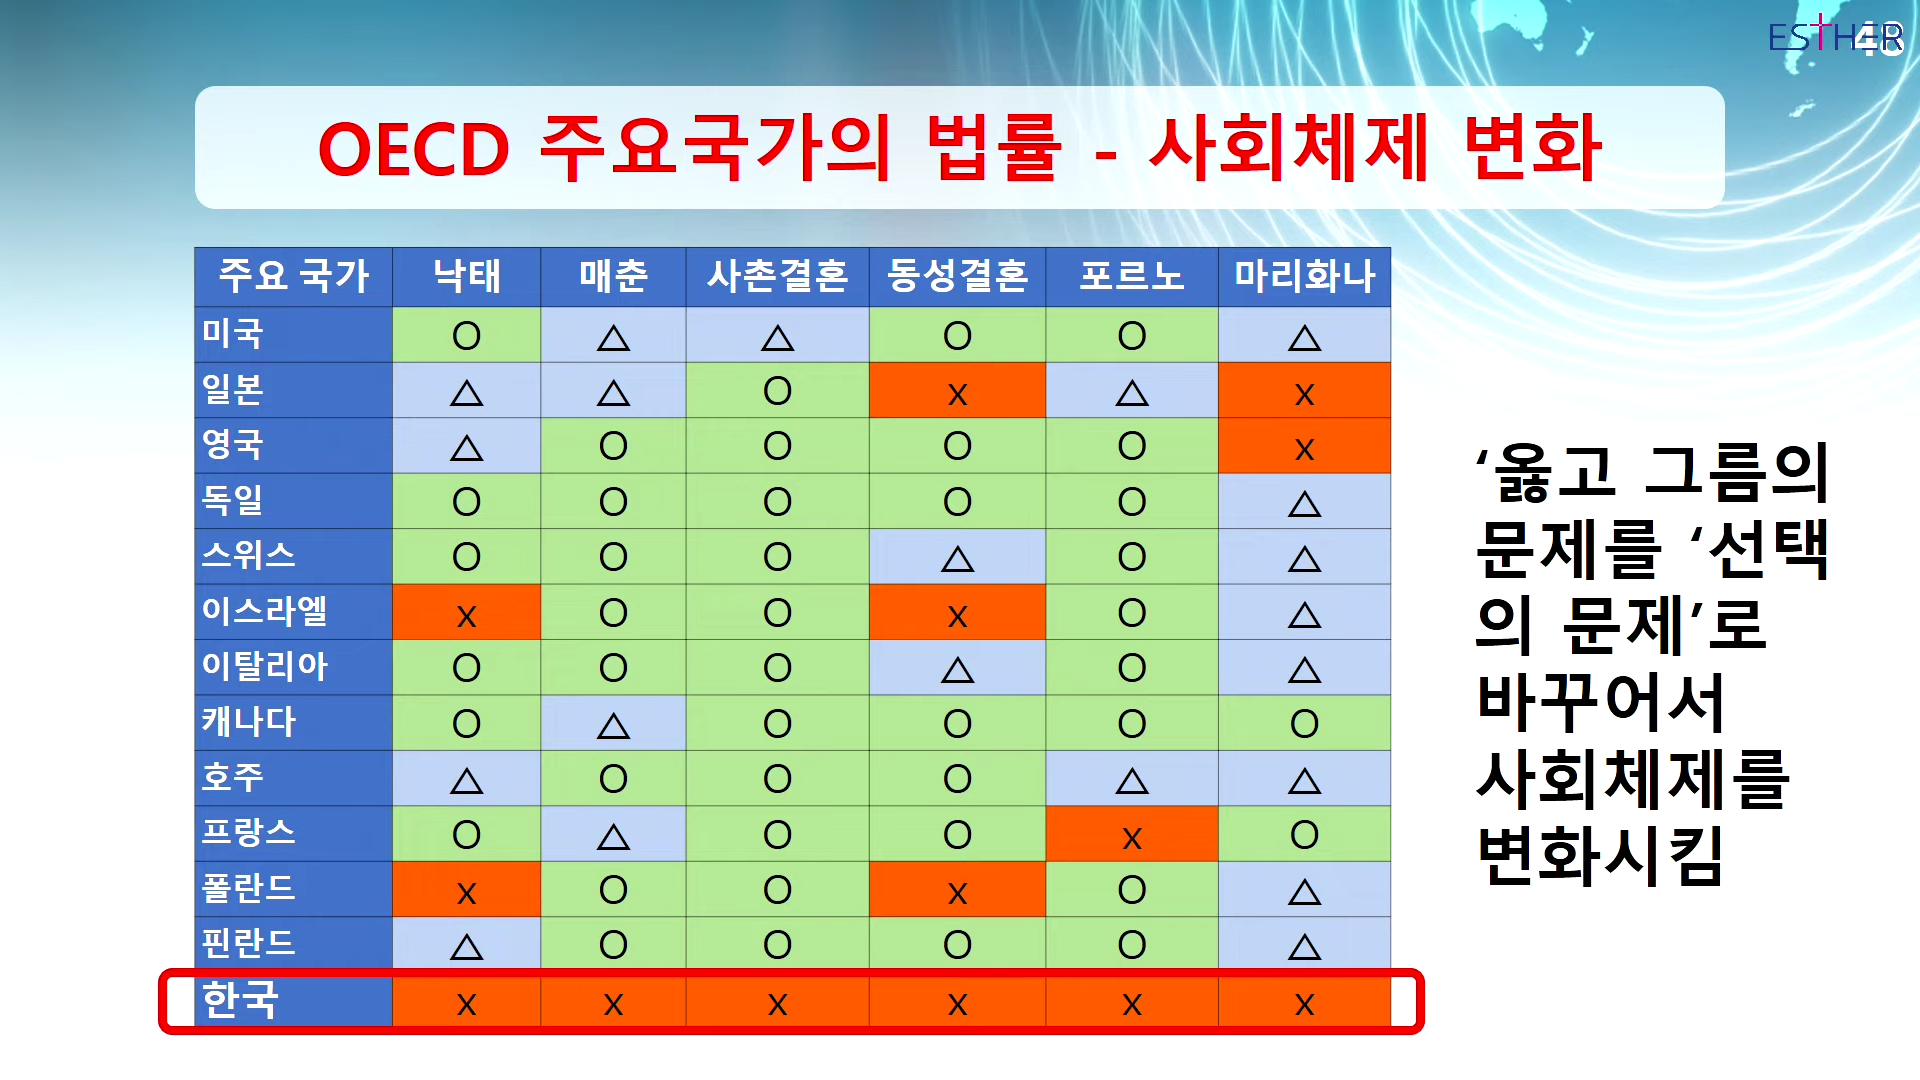 ESTHER
48
OECD 주요국가의 법률 - 사회체제 변화
주요 국가 낙태 매춘 사촌결혼 동성결혼 포르노 마리화나
미국 O △ △ O O △
일본 △ △ O x △ x
영국 △ O O O O x
독일 O O O O O △
스위스 O O O △ O △
이스라엘 x O O x O △
이탈리아 O O O △ O △
캐나다 O △ O O O O
호주 △ O O O △ △
프랑스 O △ O O x O
폴란드 x O O x O △
핀란드 △ O O O O △
한국 x x x x x x
‘옳고 그름의
문제를 ‘선택
의 문제’로
바꾸어서
사회체제를
변화시킴